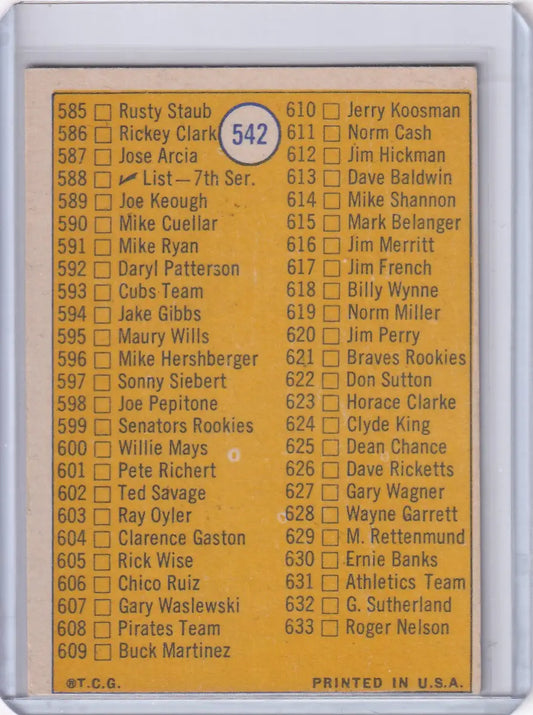 542
585 Rusty Staub
586 Rickey Clark
587 Jose Arcia
588 List—7th Ser.
589 Joe Keough
590 Mike Cuellar
591 Mike Ryan
592 Daryl Patterson
593 Cubs Team
594 Jake Gibbs
595 Maury Wills
596 Mike Hershberger
597 Sonny Siebert
598 Joe Pepitone
599 Senators Rookies
600 Willie Mays
601 Pete Richert
602 Ted Savage
603 Ray Oyler
604 Clarence Gaston
605 Rick Wise
606 Chico Ruiz
607 Gary Waslewski
608 Pirates Team
609 Buck Martinez
610 Jerry Koosman
611 Norm Cash
612 Jim Hickman
613 Dave Baldwin
614 Mike Shannon
615 Mark Belanger
616 Jim Merritt
617 Jim French
618 Billy Wynne
619 Norm Miller
620 Jim Perry
621 Braves Rookies
622 Don Sutton
623 Horace Clarke
624 Clyde King
625 Dean Chance
626 Dave Ricketts
627 Gary Wagner
628 Wayne Garrett
629 M. Rettenmund
630 Ernie Banks
631 Athletics Team
632 G. Sutherland
633 Roger Nelson
®T.C.G.
PRINTED IN U.S.A.